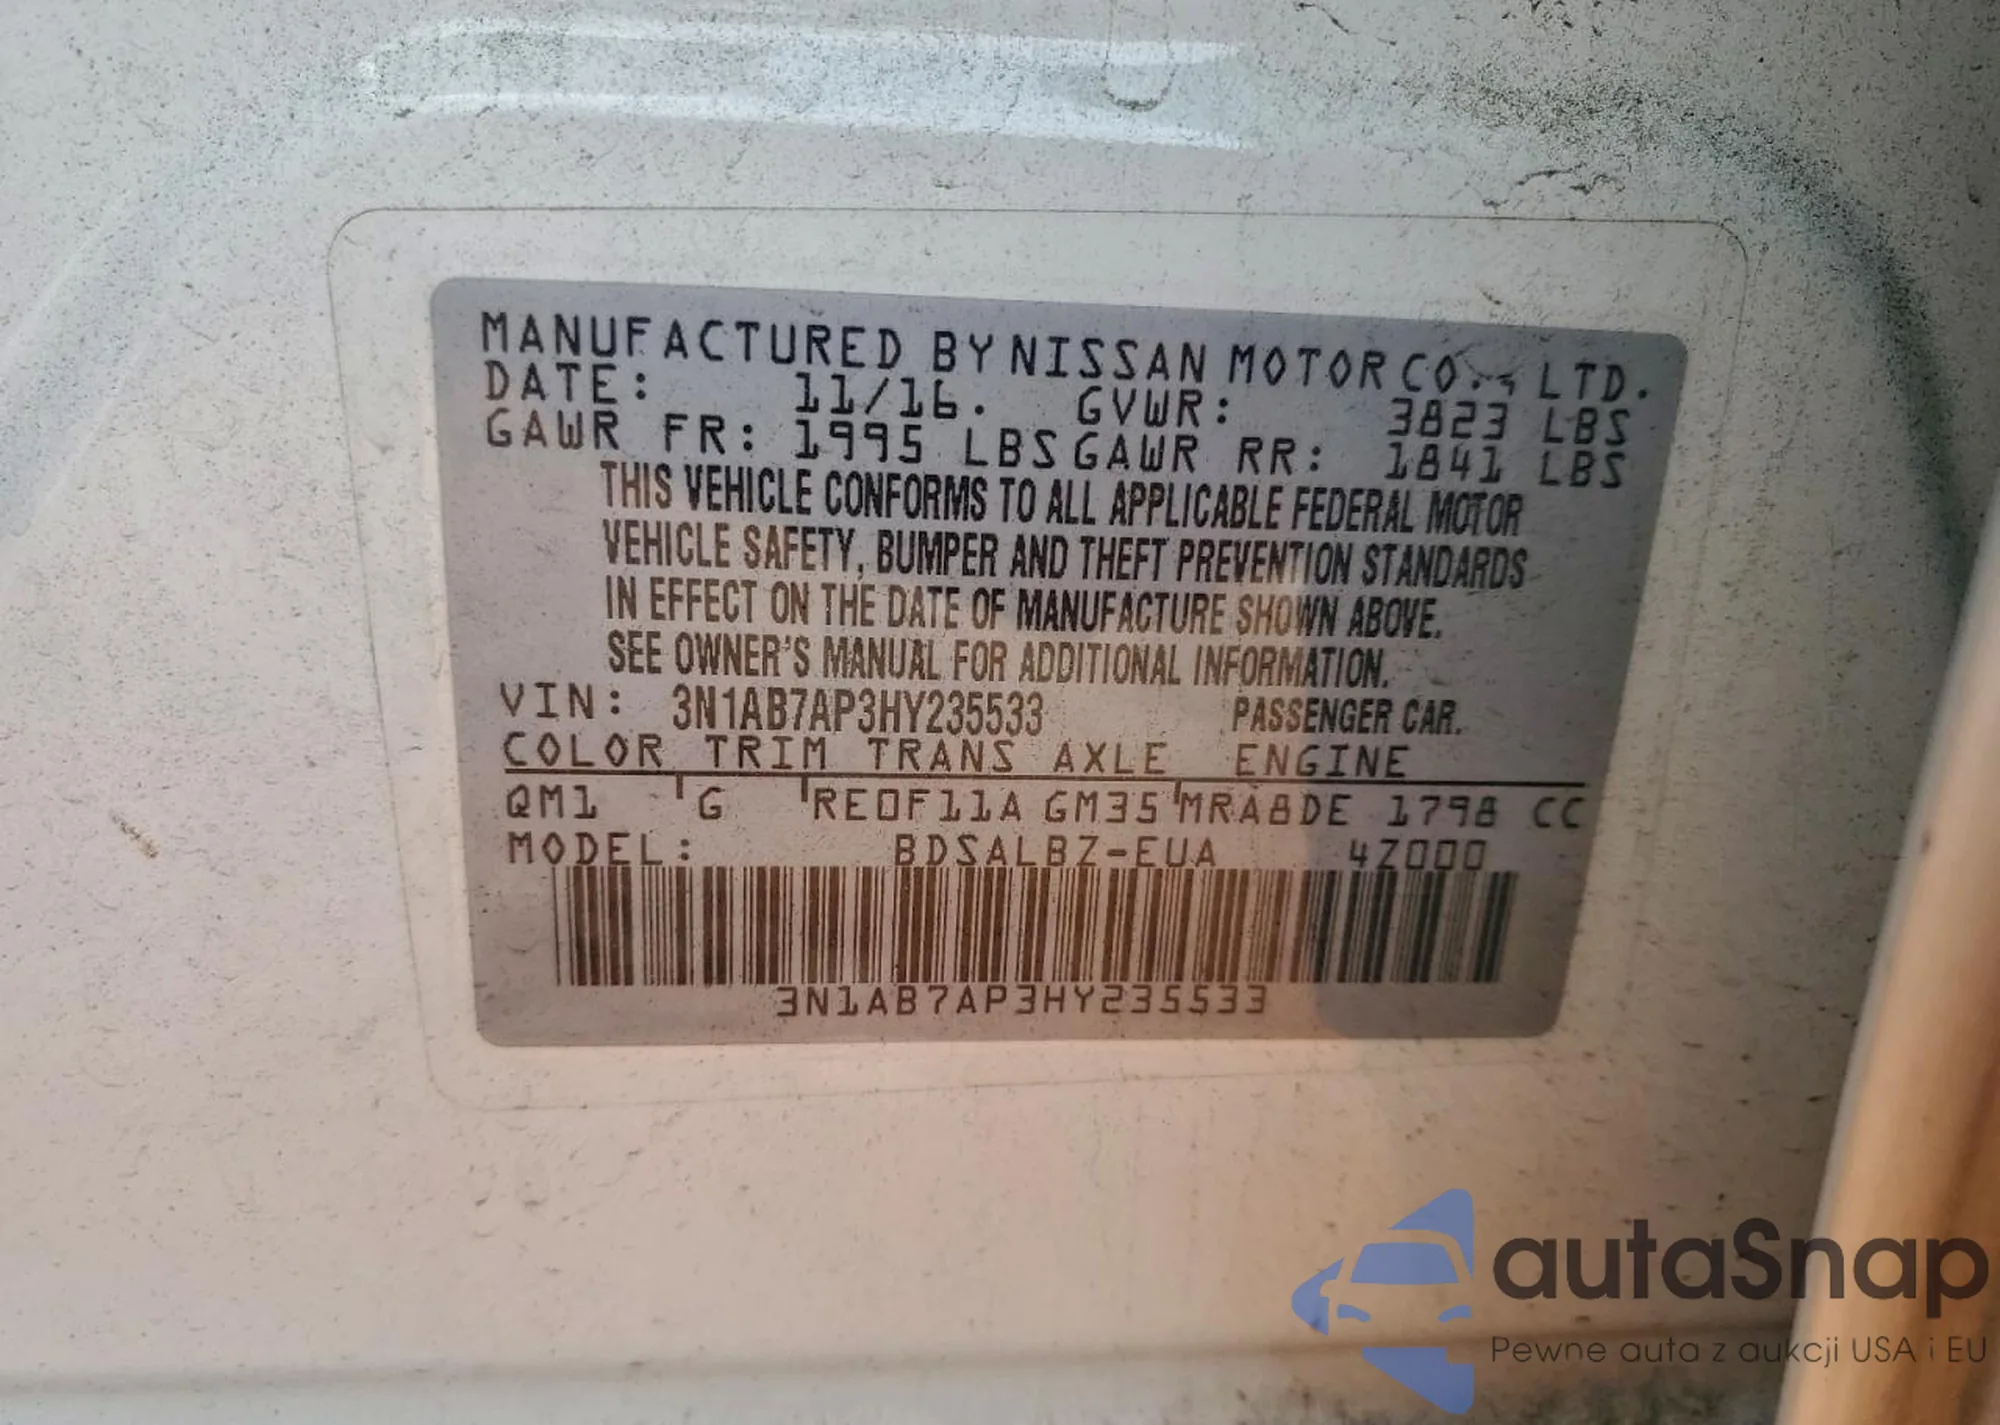 MANUFACTURED BY NISSAN MOTOR CO., LTD.
DATE: 11/16. GVWR: 3823 LBS
GAWR FR: 1995 LBS GAWR RR: 1841 LBS
THIS VEHICLE CONFORMS TO ALL APPLICABLE FEDERAL MOTOR
VEHICLE SAFETY, BUMPER AND THEFT PREVENTION STANDARDS
IN EFFECT ON THE DATE OF MANUFACTURE SHOWN ABOVE.
SEE OWNER'S MANUAL FOR ADDITIONAL INFORMATION.
VIN: 3N1AB7AP3HY235533 PASSENGER CAR.
COLOR TRIM TRANS AXLE ENGINE
QM1 G RE0F11A GM35 MRA8DE 1798 CC
MODEL: BDSALBZ-EUA 4Z000
3N1AB7AP3HY235533
autaSnap
Pewne auta z aukcji USA i EU